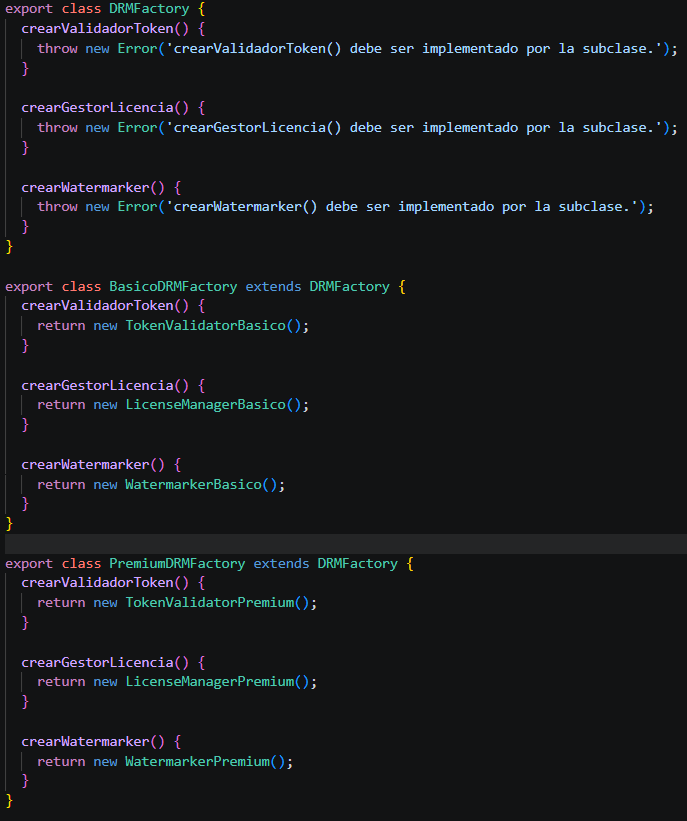 export class DRMFactory {
crearValidadorToken() {
throw new Error('crearValidadorToken() debe ser implementado por la subclase.');
}
crearGestorLicencia() {
throw new Error('crearGestorLicencia() debe ser implementado por la subclase.');
}
crearWatermarker() {
throw new Error('crearWatermarker() debe ser implementado por la subclase.');
}
}
export class BasicoDRMFactory extends DRMFactory {
crearValidadorToken() {
return new TokenValidatorBasico();
}
crearGestorLicencia() {
return new LicenseManagerBasico();
}
crearWatermarker() {
return new WatermarkerBasico();
}
}
export class PremiumDRMFactory extends DRMFactory {
crearValidadorToken() {
return new TokenValidatorPremium();
}
crearGestorLicencia() {
return new LicenseManagerPremium();
}
crearWatermarker() {
return new WatermarkerPremium();
}
}